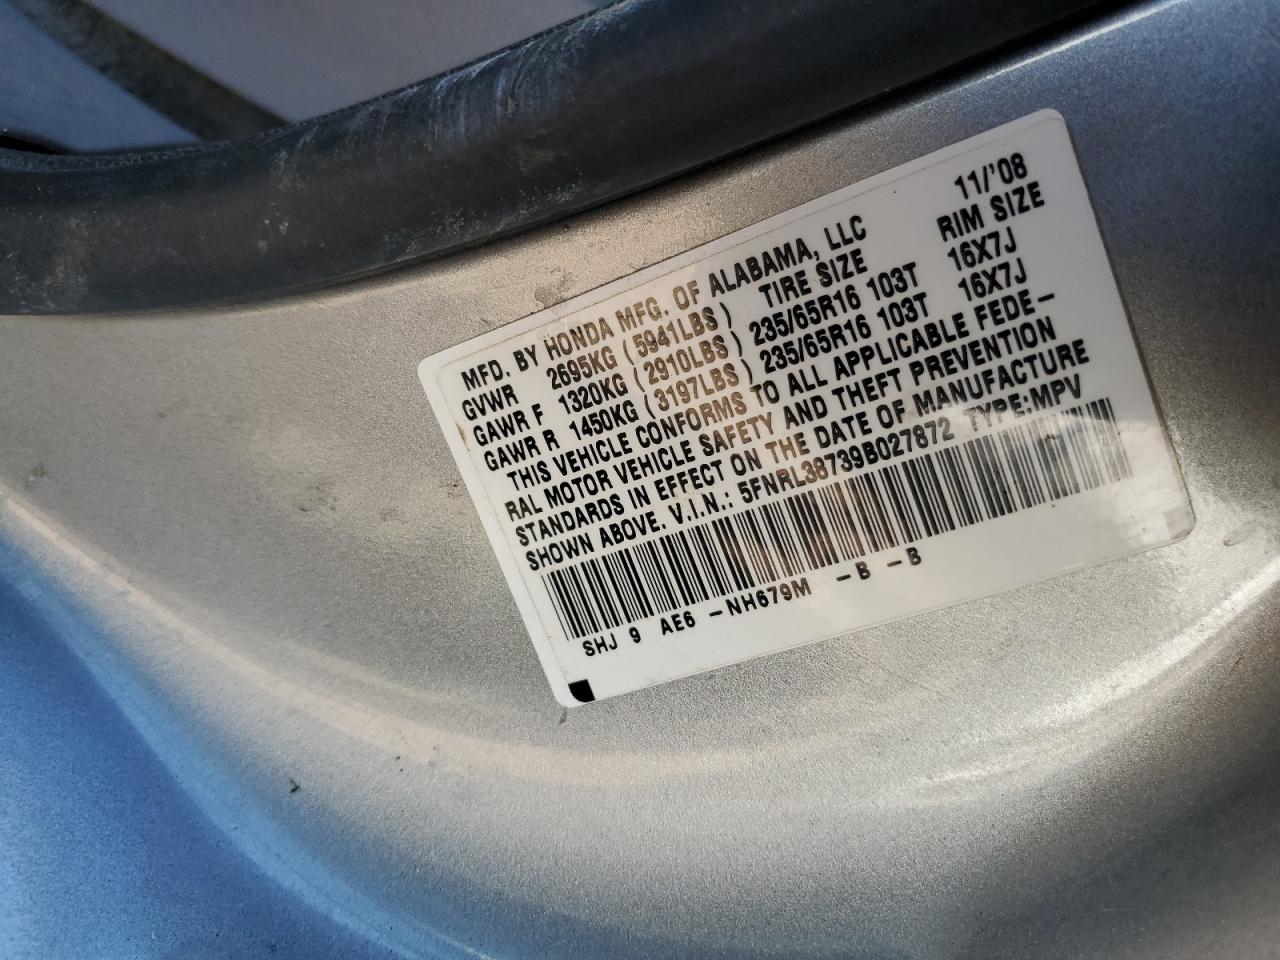 MFD. BY HONDA MFG. OF ALABAMA, LLC 11/'08
GVWR 2695KG (5941LBS) TIRE SIZE RIM SIZE
GAWR F 1320KG (2910LBS) 235/65R16 103T 16X7J
GAWR R 1450KG (3197LBS) 235/65R16 103T 16X7J
THIS VEHICLE CONFORMS TO ALL APPLICABLE FEDE-
RAL MOTOR VEHICLE SAFETY AND THEFT PREVENTION
STANDARDS IN EFFECT ON THE DATE OF MANUFACTURE
SHOWN ABOVE. V.I.N.: 5FNRL38739B027872 TYPE:MPV
SHJ 9 AE6 -NH679M -B -B